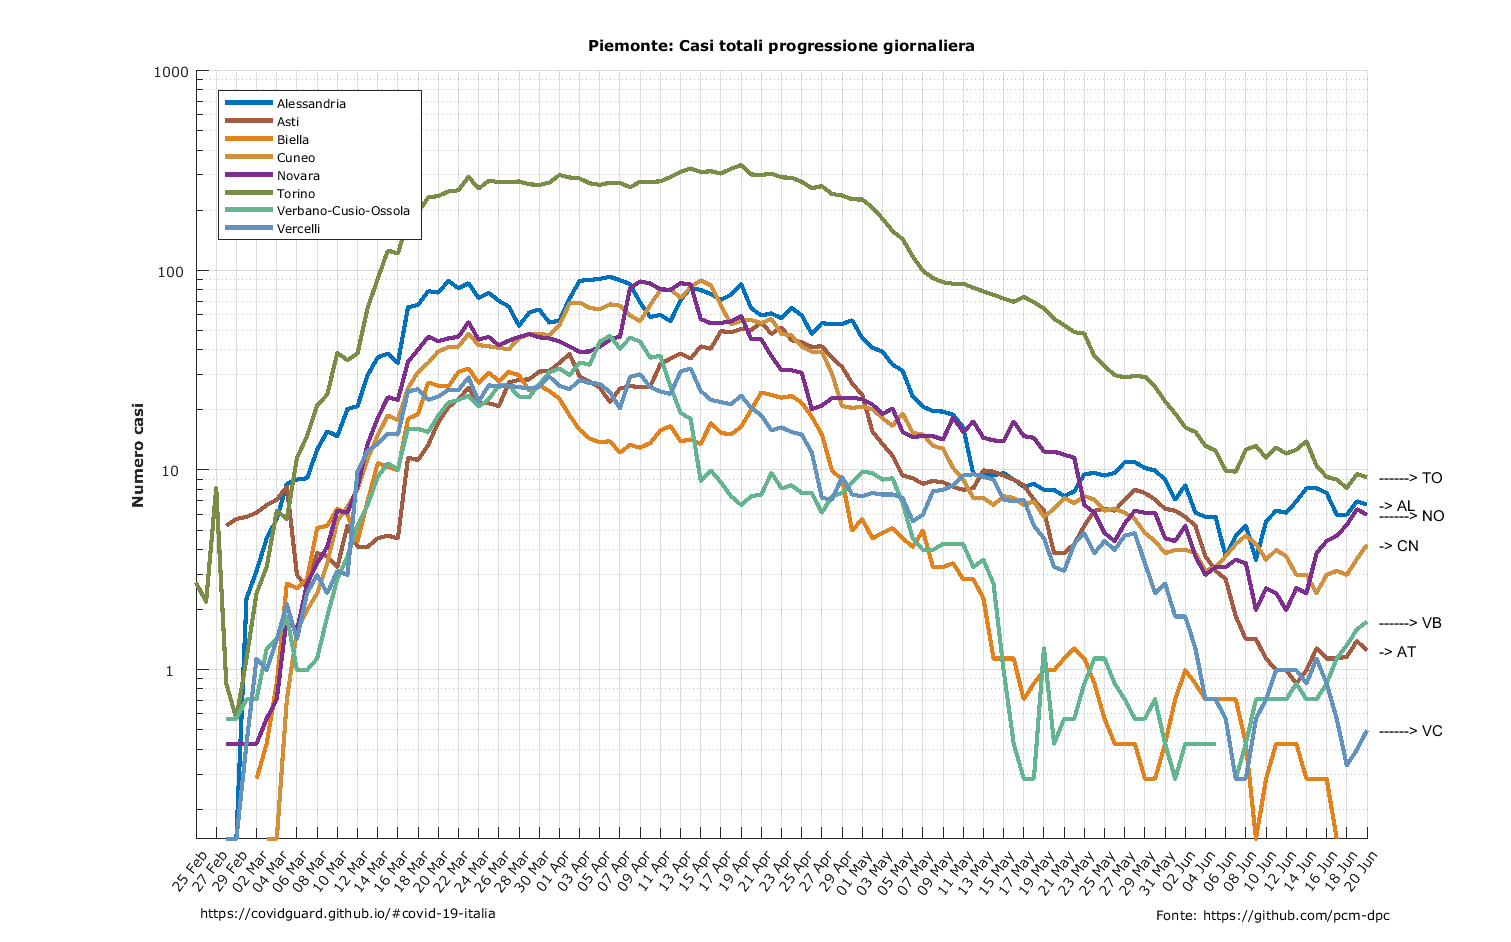 Piemonte: Casi totali progressione giornaliera
1000
100
10
1
Numero casi
Alessandria
Asti
Biella
Cuneo
Novara
Torino
Verbano-Cusio-Ossola
Vercelli
------> TO
-> AL
------> NO
-> CN
------> VB
-> AT
------> VC
25 Feb
27 Feb
29 Feb
02 Mar
04 Mar
06 Mar
08 Mar
10 Mar
12 Mar
14 Mar
16 Mar
18 Mar
20 Mar
22 Mar
24 Mar
26 Mar
28 Mar
30 Mar
01 Apr
03 Apr
05 Apr
07 Apr
09 Apr
11 Apr
13 Apr
15 Apr
17 Apr
19 Apr
21 Apr
23 Apr
25 Apr
27 Apr
29 Apr
01 May
03 May
05 May
07 May
09 May
11 May
13 May
15 May
17 May
19 May
21 May
23 May
25 May
27 May
29 May
31 May
02 Jun
04 Jun
06 Jun
08 Jun
10 Jun
12 Jun
14 Jun
16 Jun
18 Jun
20 Jun
https://covidguard.github.io/#covid-19-italia
Fonte: https://github.com/pcm-dpc